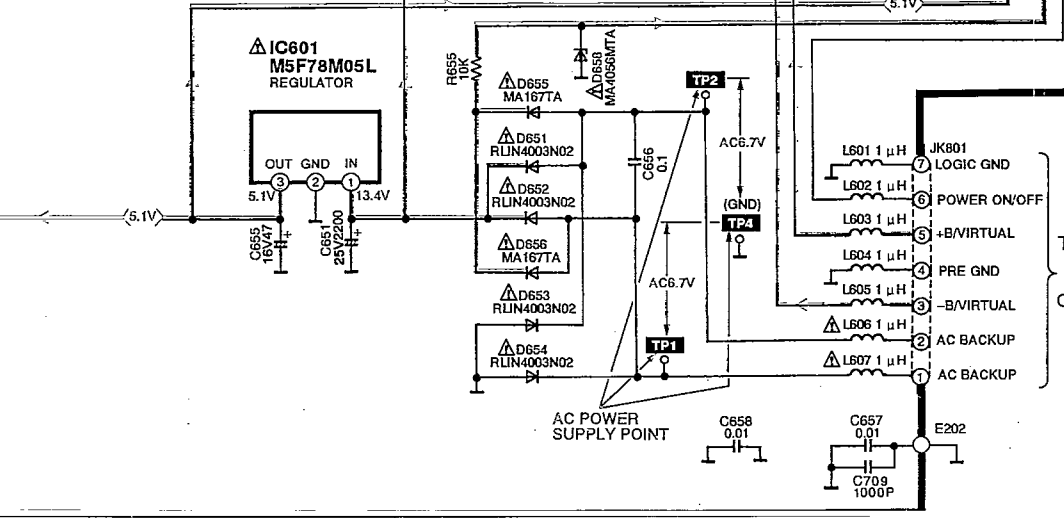 5.1V
IC601
M5F78M05L
REGULATOR
OUT GND IN
3 2 1
5.1V 13.4V
5.1V
C655
16V47
+
C651
25V2200
+
R655
10K
D658
MA4056MTA
D655
MA167TA
D651
RLIN4003N02
D652
RLIN4003N02
D656
MA167TA
D653
RLIN4003N02
D654
RLIN4003N02
C656
0.1
TP2
AC6.7V
(GND)
TP4
AC6.7V
TP1
AC POWER
SUPPLY POINT
C658
0.01
JK801
L601 1 μH 7 LOGIC GND
L602 1 μH 6 POWER ON/OFF
L603 1 μH 5 +B/VIRTUAL
L604 1 μH 4 PRE GND
L605 1 μH 3 –B/VIRTUAL
L606 1 μH 2 AC BACKUP
L607 1 μH 1 AC BACKUP
E202
C657
0.01
C709
1000P